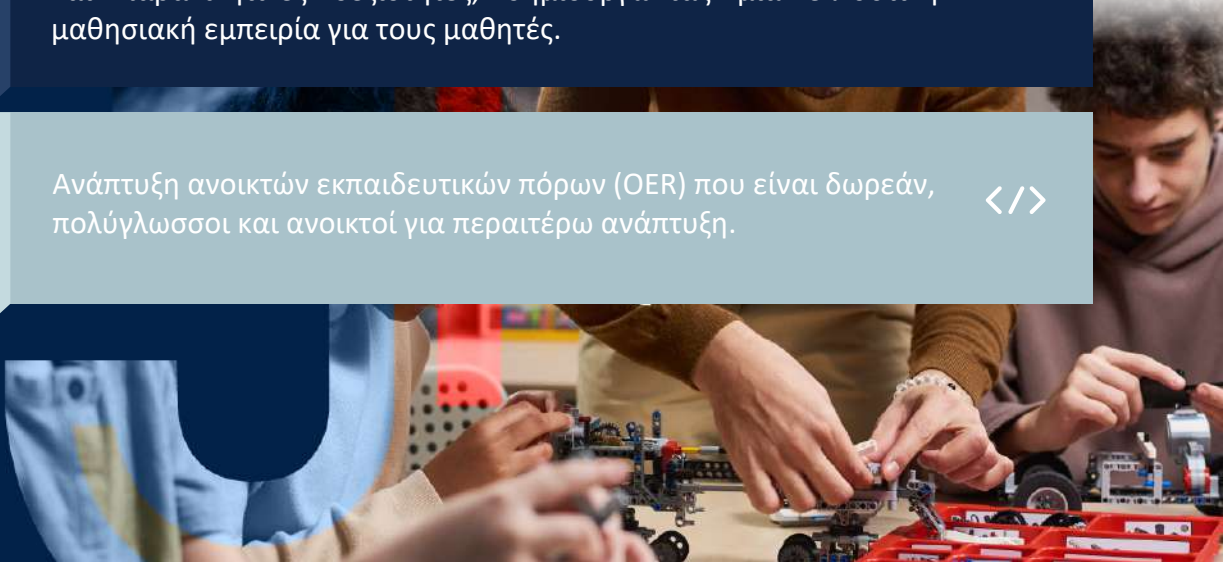 μαθησιακή εμπειρία για τους μαθητές.
Ανάπτυξη ανοικτών εκπαιδευτικών πόρων (OER) που είναι δωρεάν,
πολύγλωσσοι και ανοικτοί για περαιτέρω ανάπτυξη.
</>